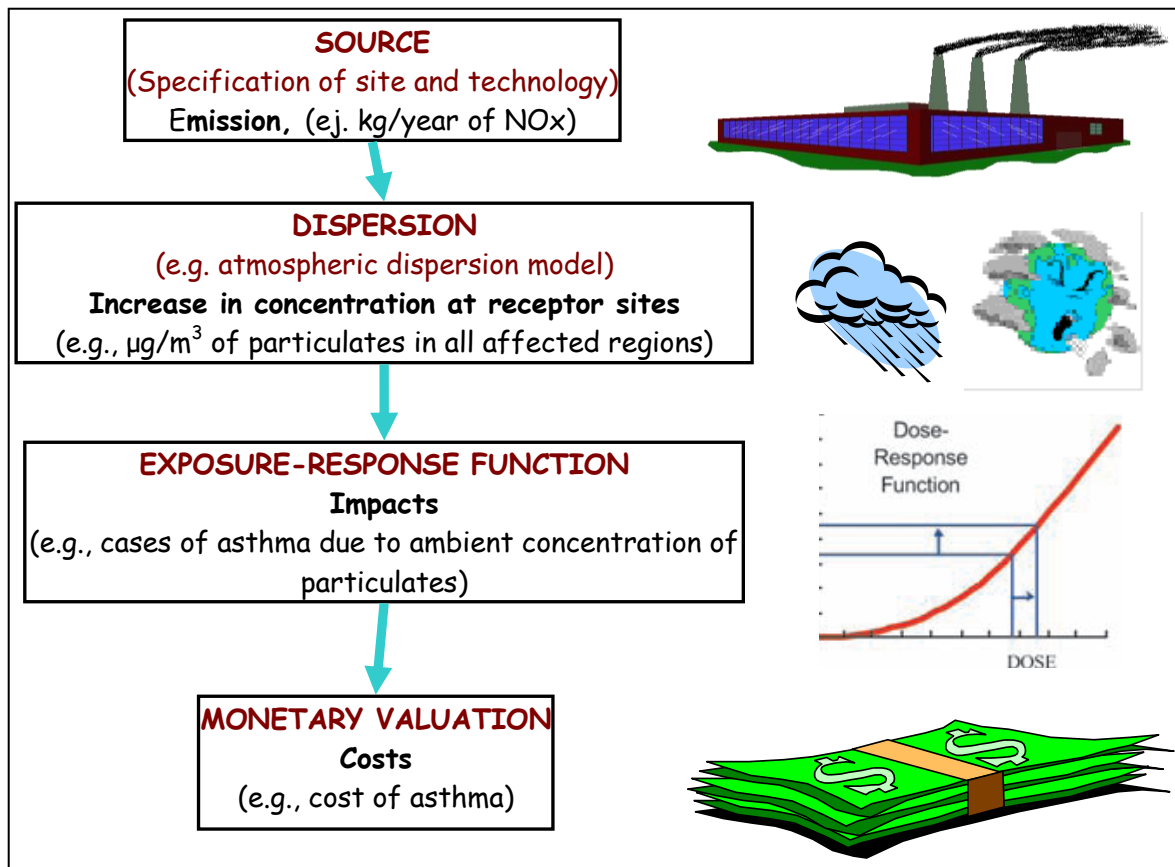 SOURCE
(Specification of site and technology)
Emission, (ej. kg/year of NOx)
DISPERSION
(e.g. atmospheric dispersion model)
Increase in concentration at receptor sites
(e.g., µg/m³ of particulates in all affected regions)
EXPOSURE-RESPONSE FUNCTION
Impacts
(e.g., cases of asthma due to ambient concentration of
particulates)
Dose-
Response
Function
DOSE
MONETARY VALUATION
Costs
(e.g., cost of asthma)
$ $